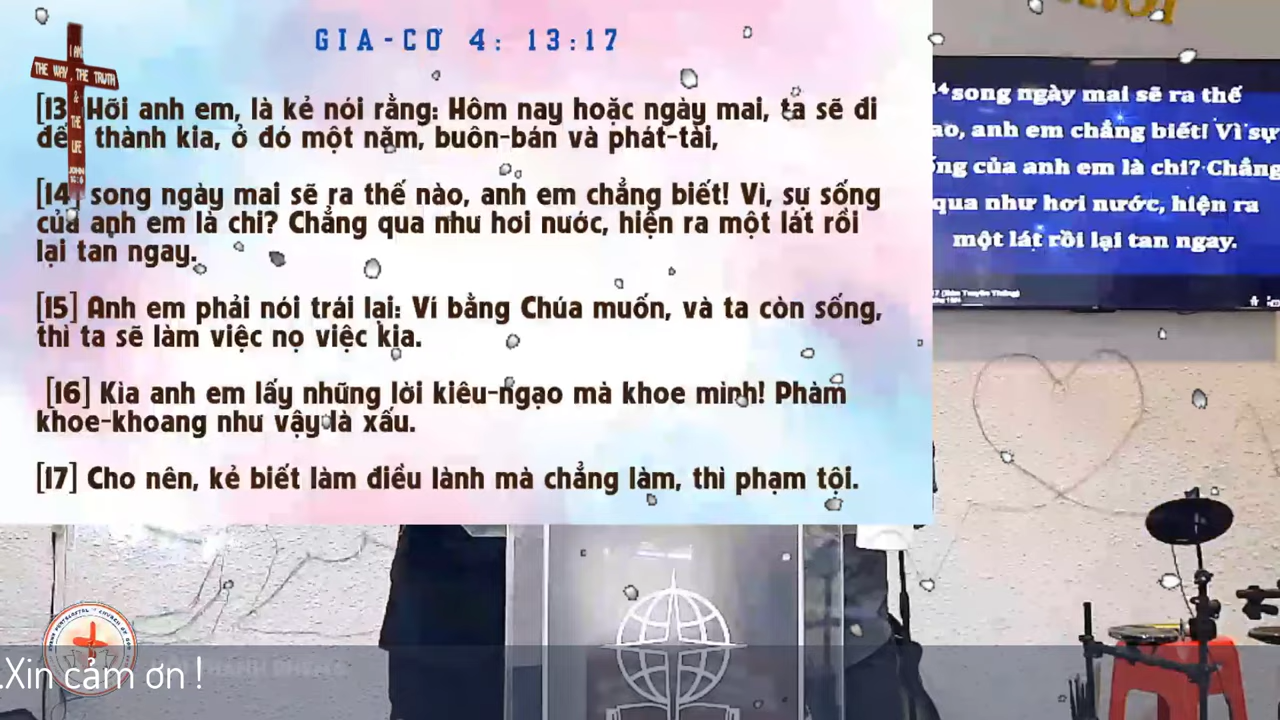 GIA-CƠ 4: 13:17
I AM
THE WAY, THE TRUTH
&
THE
LIFE
JOHN
[13] Hỡi anh em, là kẻ nói rằng: Hôm nay hoặc ngày mai, ta sẽ đi
thành kia, ở đó một năm, buôn-bán và phát-tài,
[14] song ngày mai sẽ ra thế nào, anh em chẳng biết! Vì, sự sống
của anh em là chi? Chẳng qua như hơi nước, hiện ra một lát rồi
lại tan ngay.
[15] Anh em phải nói trái lại: Ví bằng Chúa muốn, và ta còn sống,
thì ta sẽ làm việc nọ việc kia.
[16] Kìa anh em lấy những lời kiêu-ngạo mà khoe mình! Phàm
khoe-khoang như vậy là xấu.
[17] Cho nên, kẻ biết làm điều lành mà chẳng làm, thì phạm tội.
14 song ngày mai sẽ ra thế
ào, anh em chẳng biết! Vì sự
ống của anh em là chi? Chẳng
qua như hơi nước, hiện ra
một lát rồi lại tan ngay.
.Xin cảm ơn !